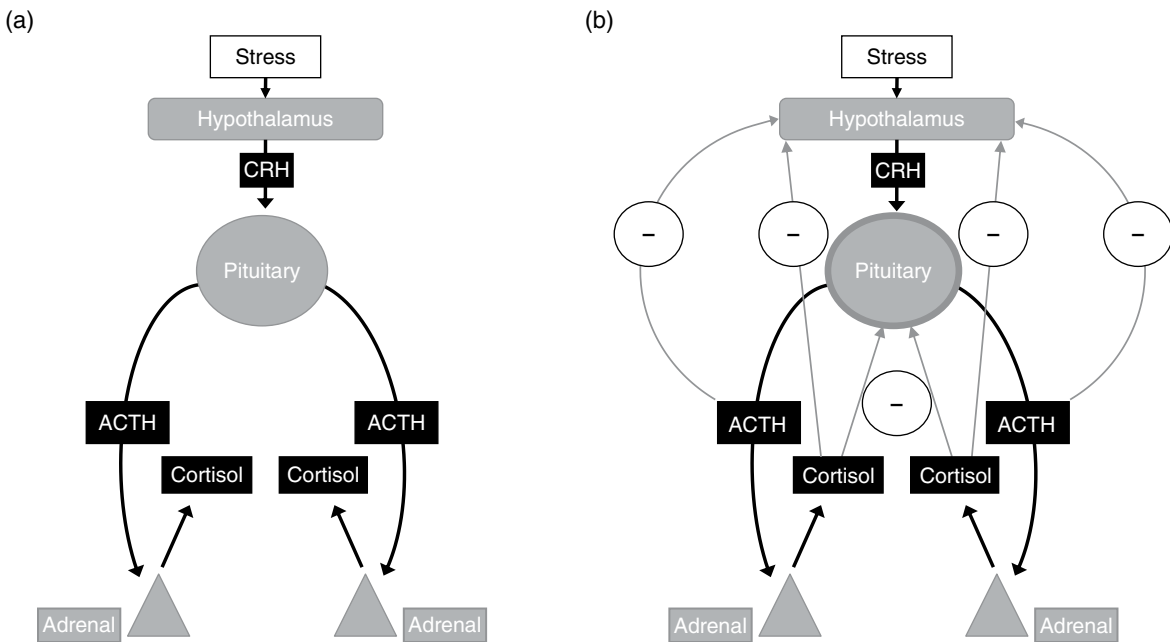 (a)
Stress
Hypothalamus
CRH
Pituitary
ACTH
ACTH
Cortisol
Cortisol
Adrenal
Adrenal
(b)
Stress
Hypothalamus
CRH
–
–
–
–
Pituitary
–
ACTH
ACTH
Cortisol
Cortisol
Adrenal
Adrenal